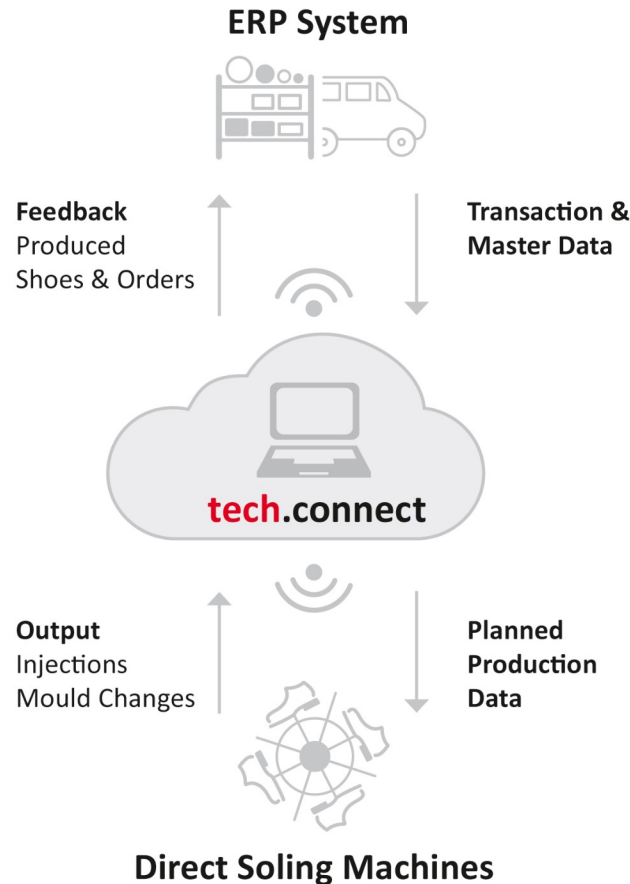 ERP System
Feedback
Produced
Shoes & Orders
Transaction &
Master Data
tech.connect
Output
Injections
Mould Changes
Planned
Production
Data
Direct Soling Machines